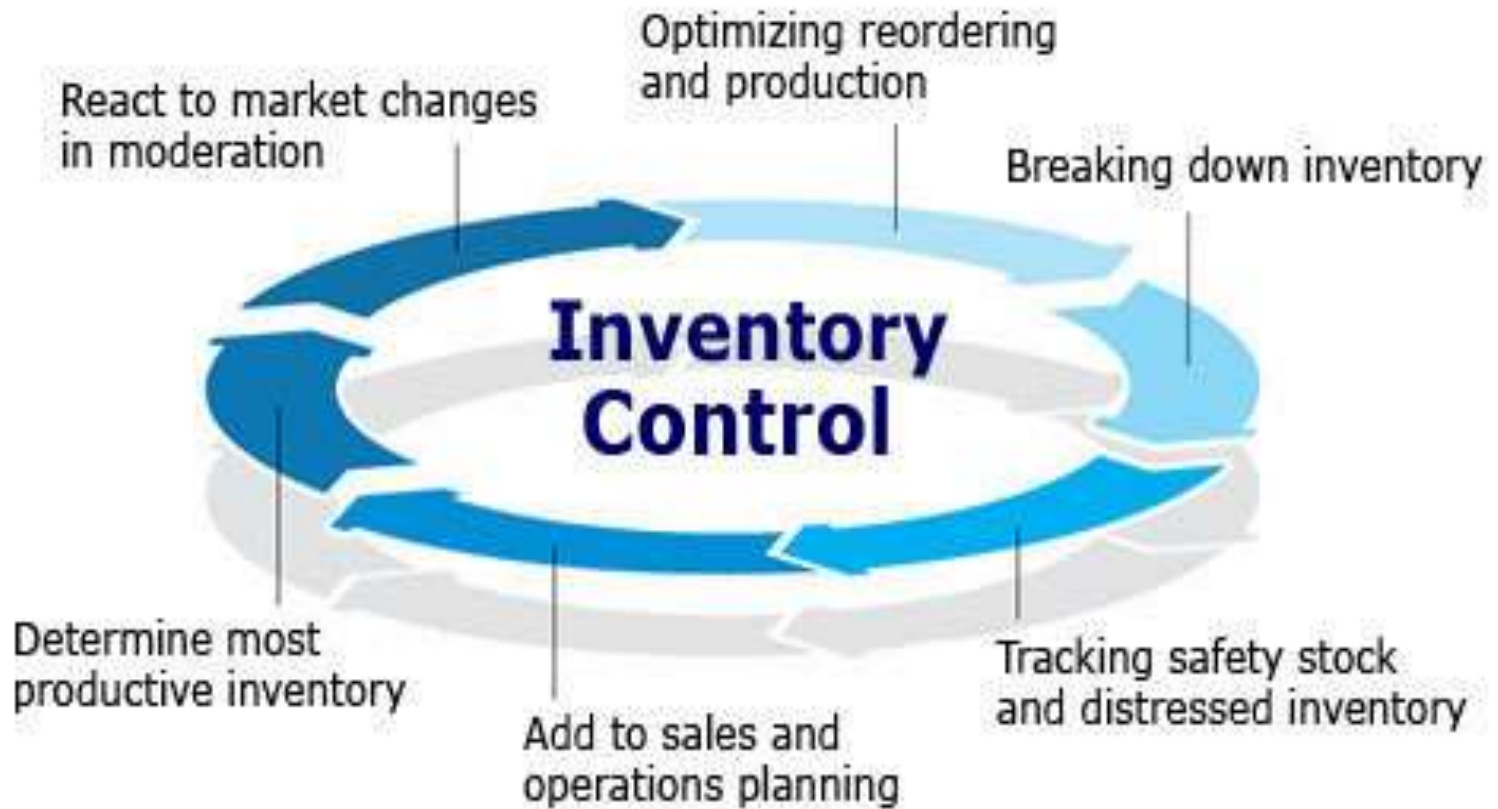 Optimizing reordering
and production
React to market changes
in moderation
Breaking down inventory
Inventory
Control
Determine most
productive inventory
Tracking safety stock
and distressed inventory
Add to sales and
operations planning